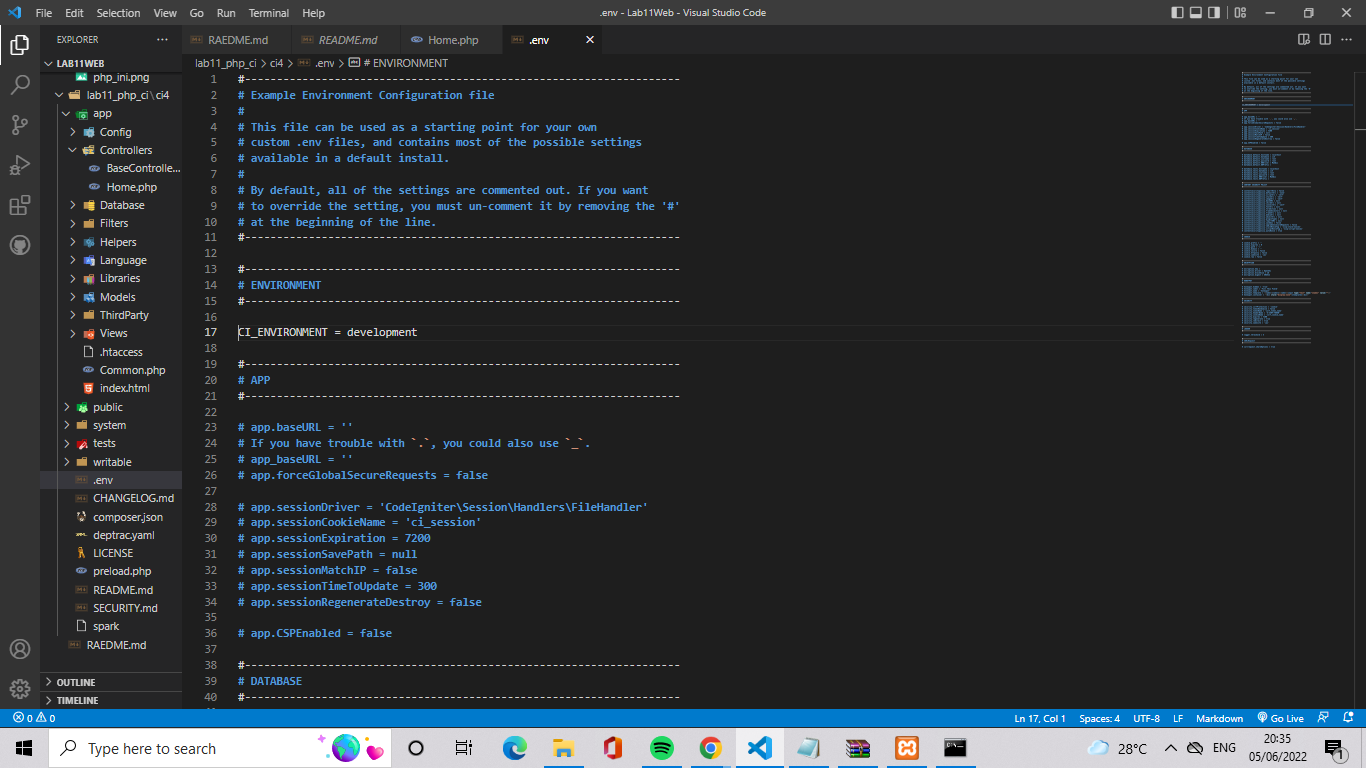 File Edit Selection View Go Run Terminal Help .env - Lab11Web - Visual Studio Code
EXPLORER ··· RAEDME.md README.md Home.php .env
LAB11WEB
php_ini.png
lab11_php_ci \ ci4
app
Config
Controllers
BaseControlle...
Home.php
Database
Filters
Helpers
Language
Libraries
Models
ThirdParty
Views
.htaccess
Common.php
index.html
public
system
tests
writable
.env
CHANGELOG.md
composer.json
deptrac.yaml
LICENSE
preload.php
README.md
SECURITY.md
spark
RAEDME.md
OUTLINE
TIMELINE
lab11_php_ci > ci4 > .env > # ENVIRONMENT
1 #--------------------------------------------------------------------
2 # Example Environment Configuration file
3 #
4 # This file can be used as a starting point for your own
5 # custom .env files, and contains most of the possible settings
6 # available in a default install.
7 #
8 # By default, all of the settings are commented out. If you want
9 # to override the setting, you must un-comment it by removing the '#'
10 # at the beginning of the line.
11 #--------------------------------------------------------------------
12
13 #--------------------------------------------------------------------
14 # ENVIRONMENT
15 #--------------------------------------------------------------------
16
17 CI_ENVIRONMENT = development
18
19 #--------------------------------------------------------------------
20 # APP
21 #--------------------------------------------------------------------
22
23 # app.baseURL = ''
24 # If you have trouble with `.`, you could also use `_`.
25 # app_baseURL = ''
26 # app.forceGlobalSecureRequests = false
27
28 # app.sessionDriver = 'CodeIgniter\Session\Handlers\FileHandler'
29 # app.sessionCookieName = 'ci_session'
30 # app.sessionExpiration = 7200
31 # app.sessionSavePath = null
32 # app.sessionMatchIP = false
33 # app.sessionTimeToUpdate = 300
34 # app.sessionRegenerateDestroy = false
35
36 # app.CSPEnabled = false
37
38 #--------------------------------------------------------------------
39 # DATABASE
40 #--------------------------------------------------------------------
0 0 Ln 17, Col 1 Spaces: 4 UTF-8 LF Markdown Go Live
Type here to search 28°C ENG 20:35
05/06/2022 1